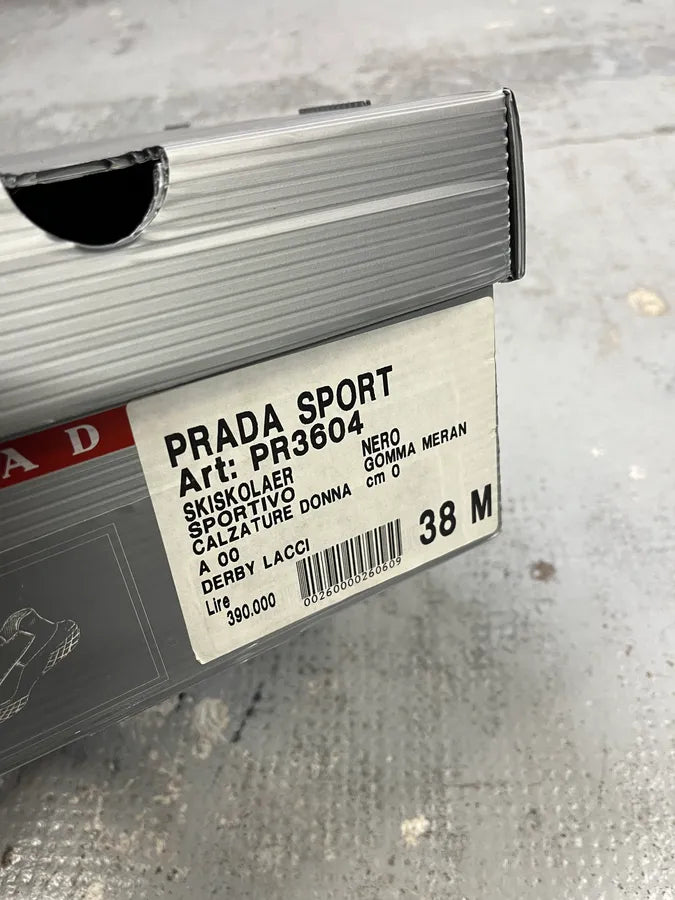 A D
PRADA SPORT
Art: PR3604
SKISKOLAER NERO
SPORTIVO GOMMA MERAN
CALZATURE DONNA cm 0
A 00
DERBY LACCI
38 M
Lire
390.000
00260000260609